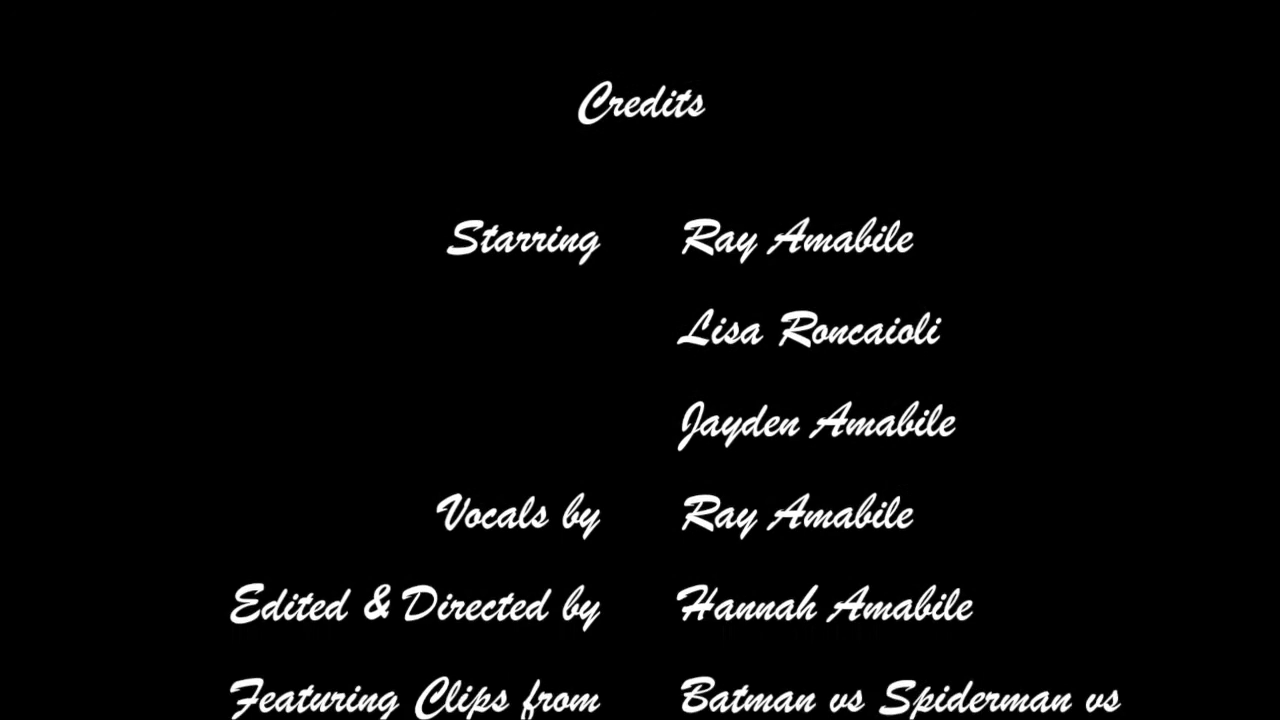 Credits
Starring Ray Amabile
Lisa Roncaioli
Jayden Amabile
Vocals by Ray Amabile
Edited & Directed by Hannah Amabile
Featuring Clips from Batman vs Spiderman vs